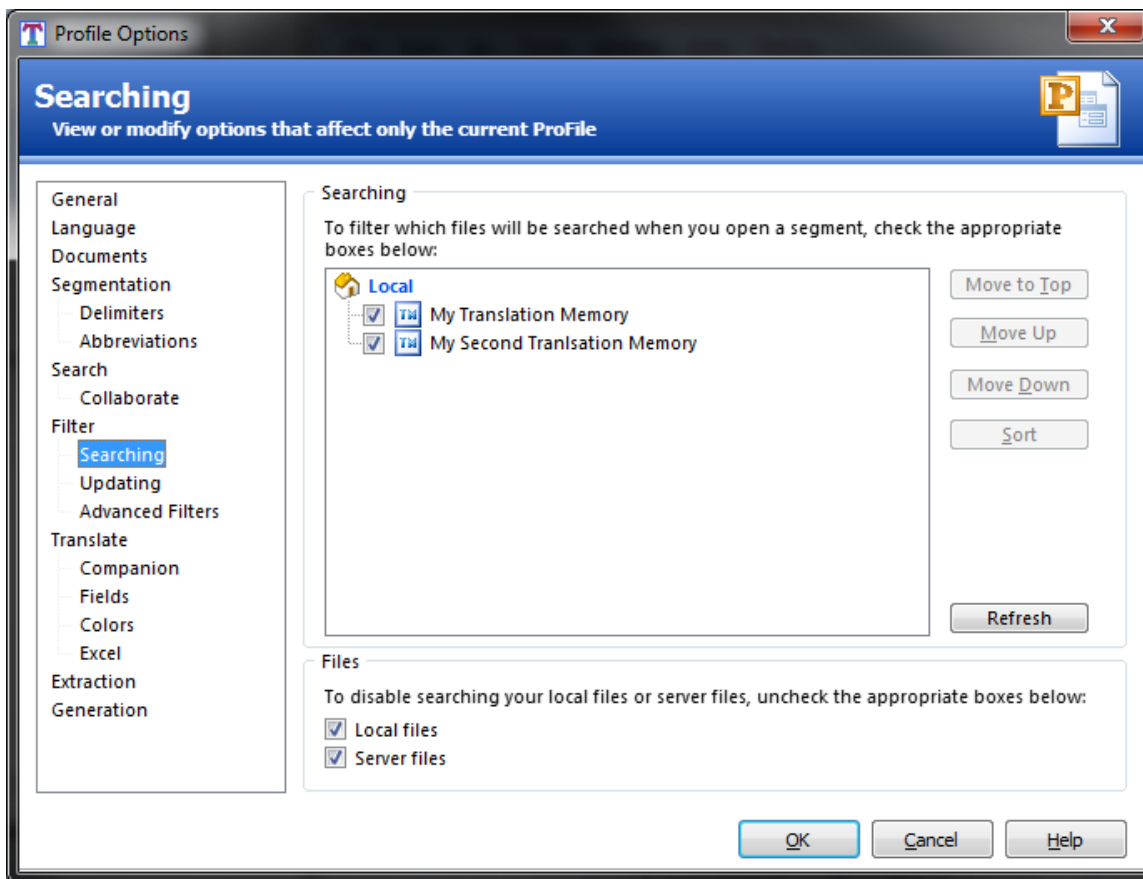 Profile Options
Searching
View or modify options that affect only the current ProFile
P
General
Language
Documents
Segmentation
Delimiters
Abbreviations
Search
Collaborate
Filter
Searching
Updating
Advanced Filters
Translate
Companion
Fields
Colors
Excel
Extraction
Generation
Searching
To filter which files will be searched when you open a segment, check the appropriate
boxes below:
Local
TM My Translation Memory
TM My Second Tranlsation Memory
Move to Top
Move Up
Move Down
Sort
Refresh
Files
To disable searching your local files or server files, uncheck the appropriate boxes below:
Local files
Server files
OK Cancel Help